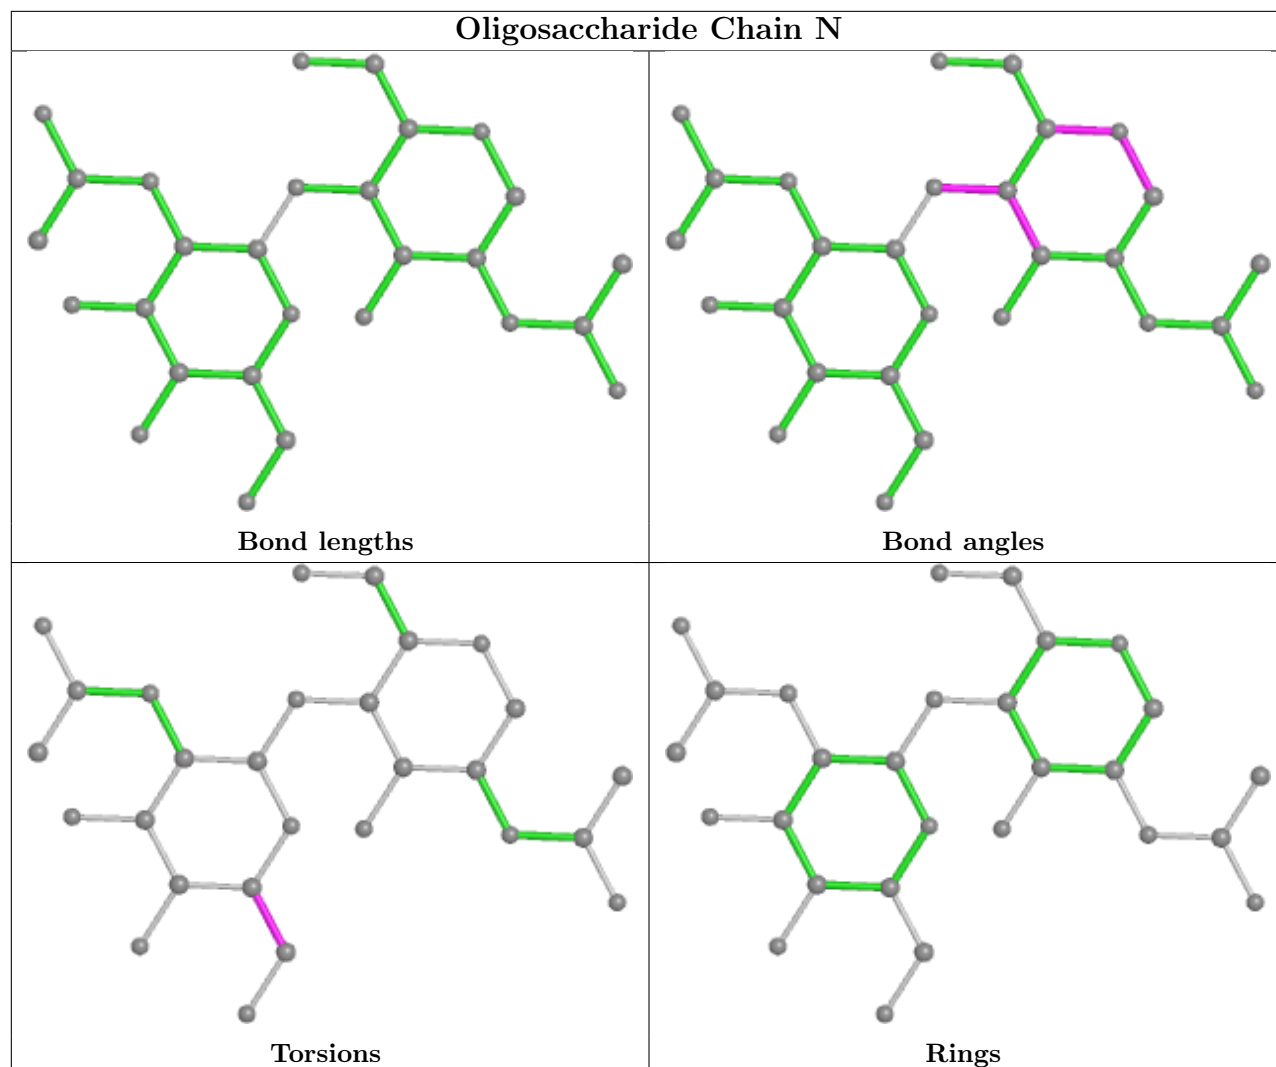 Oligosaccharide Chain N
Bond lengths
Bond angles
Torsions
Rings